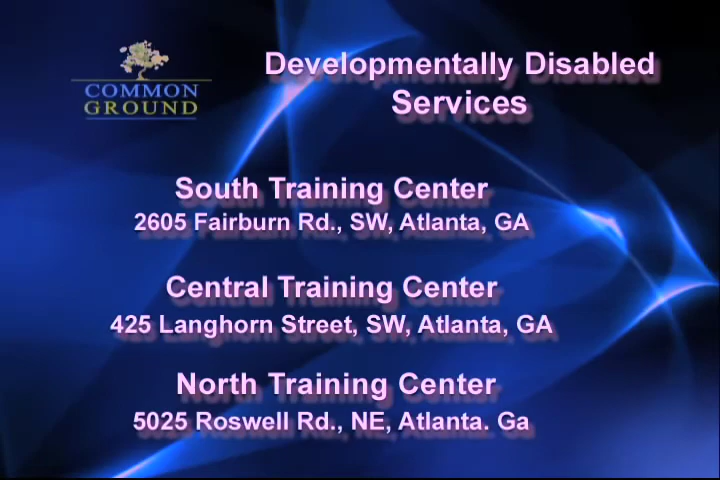 COMMON
GROUND
Developmentally Disabled
Services
South Training Center
2605 Fairburn Rd., SW, Atlanta, GA
Central Training Center
425 Langhorn Street, SW, Atlanta, GA
North Training Center
5025 Roswell Rd., NE, Atlanta. Ga